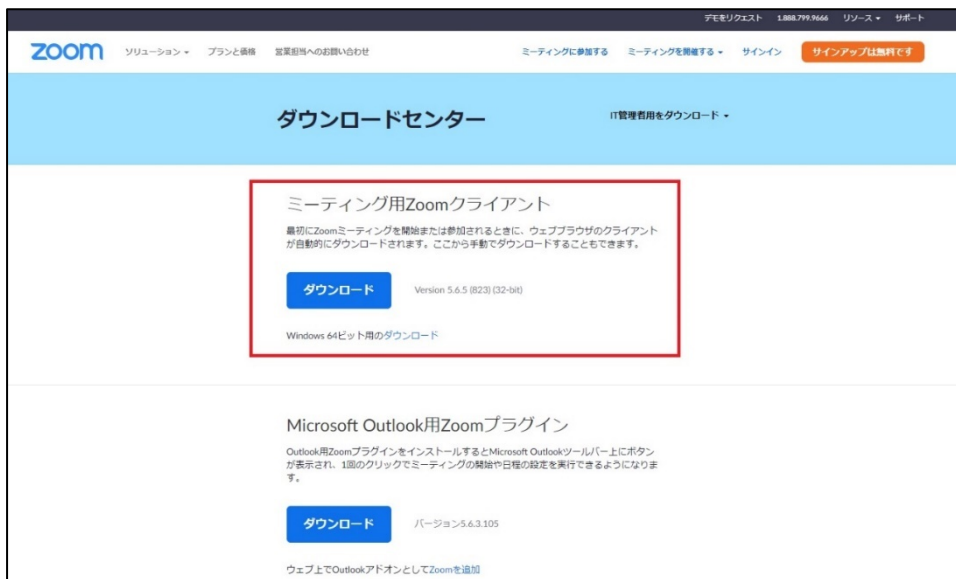 デモをリクエスト 1.888.799.9666 リソース サポート
zoom ソリューション プランと価格 営業担当へのお問い合わせ ミーティングに参加する ミーティングを開催する サインイン サインアップは無料です
ダウンロードセンター IT管理者用をダウンロード
ミーティング用Zoomクライアント
最初にZoomミーティングを開始または参加されるときに、ウェブブラウザのクライアント
が自動的にダウンロードされます。ここから手動でダウンロードすることもできます。
ダウンロード Version 5.6.5 (823) (32-bit)
Windows 64ビット用のダウンロード
Microsoft Outlook用Zoomプラグイン
Outlook用ZoomプラグインをインストールするとMicrosoft Outlookツールバー上にボタン
が表示され、1回のクリックでミーティングの開始や日程の設定を実行できるようになりま
す。
ダウンロード バージョン5.6.3.105
ウェブ上でOutlookアドオンとしてZoomを追加